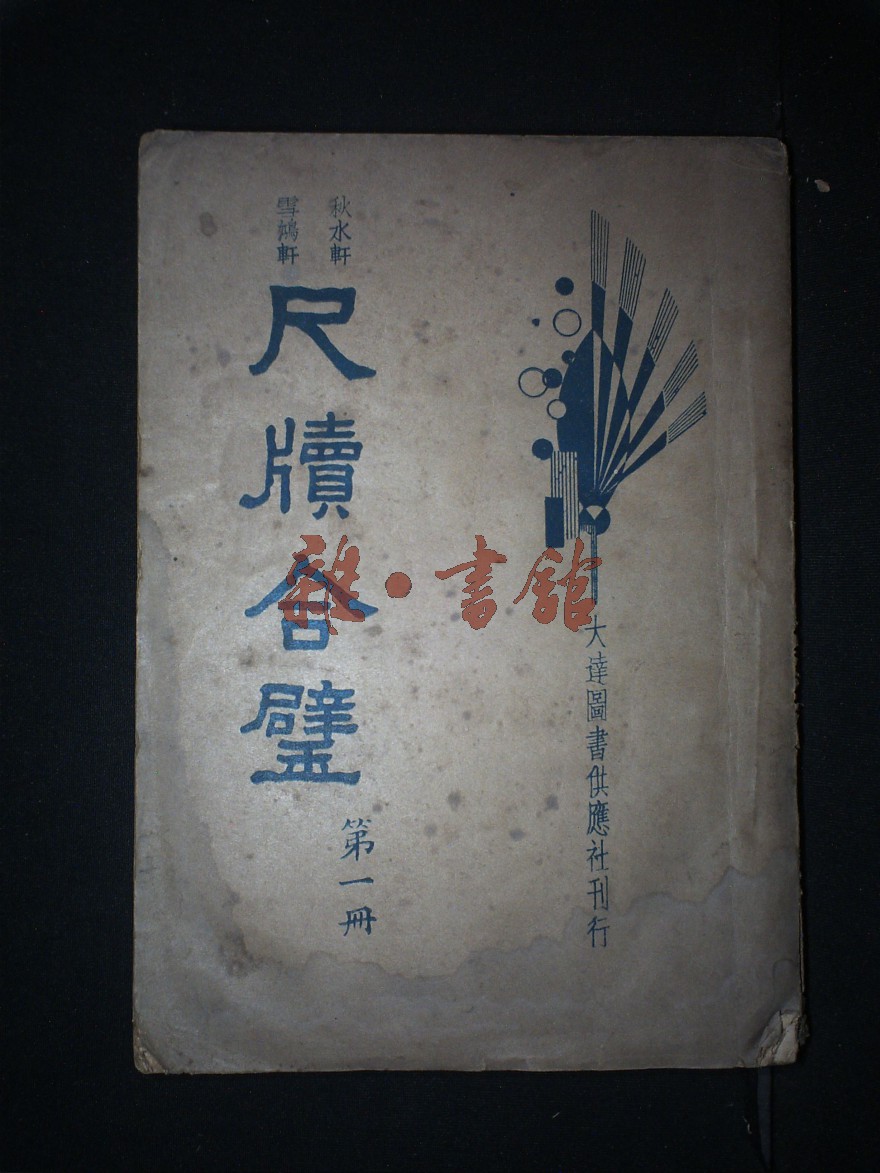 大達圖書供應社刊行
秋水軒
雪鴻軒
尺牘合璧
第一冊
雜·書館